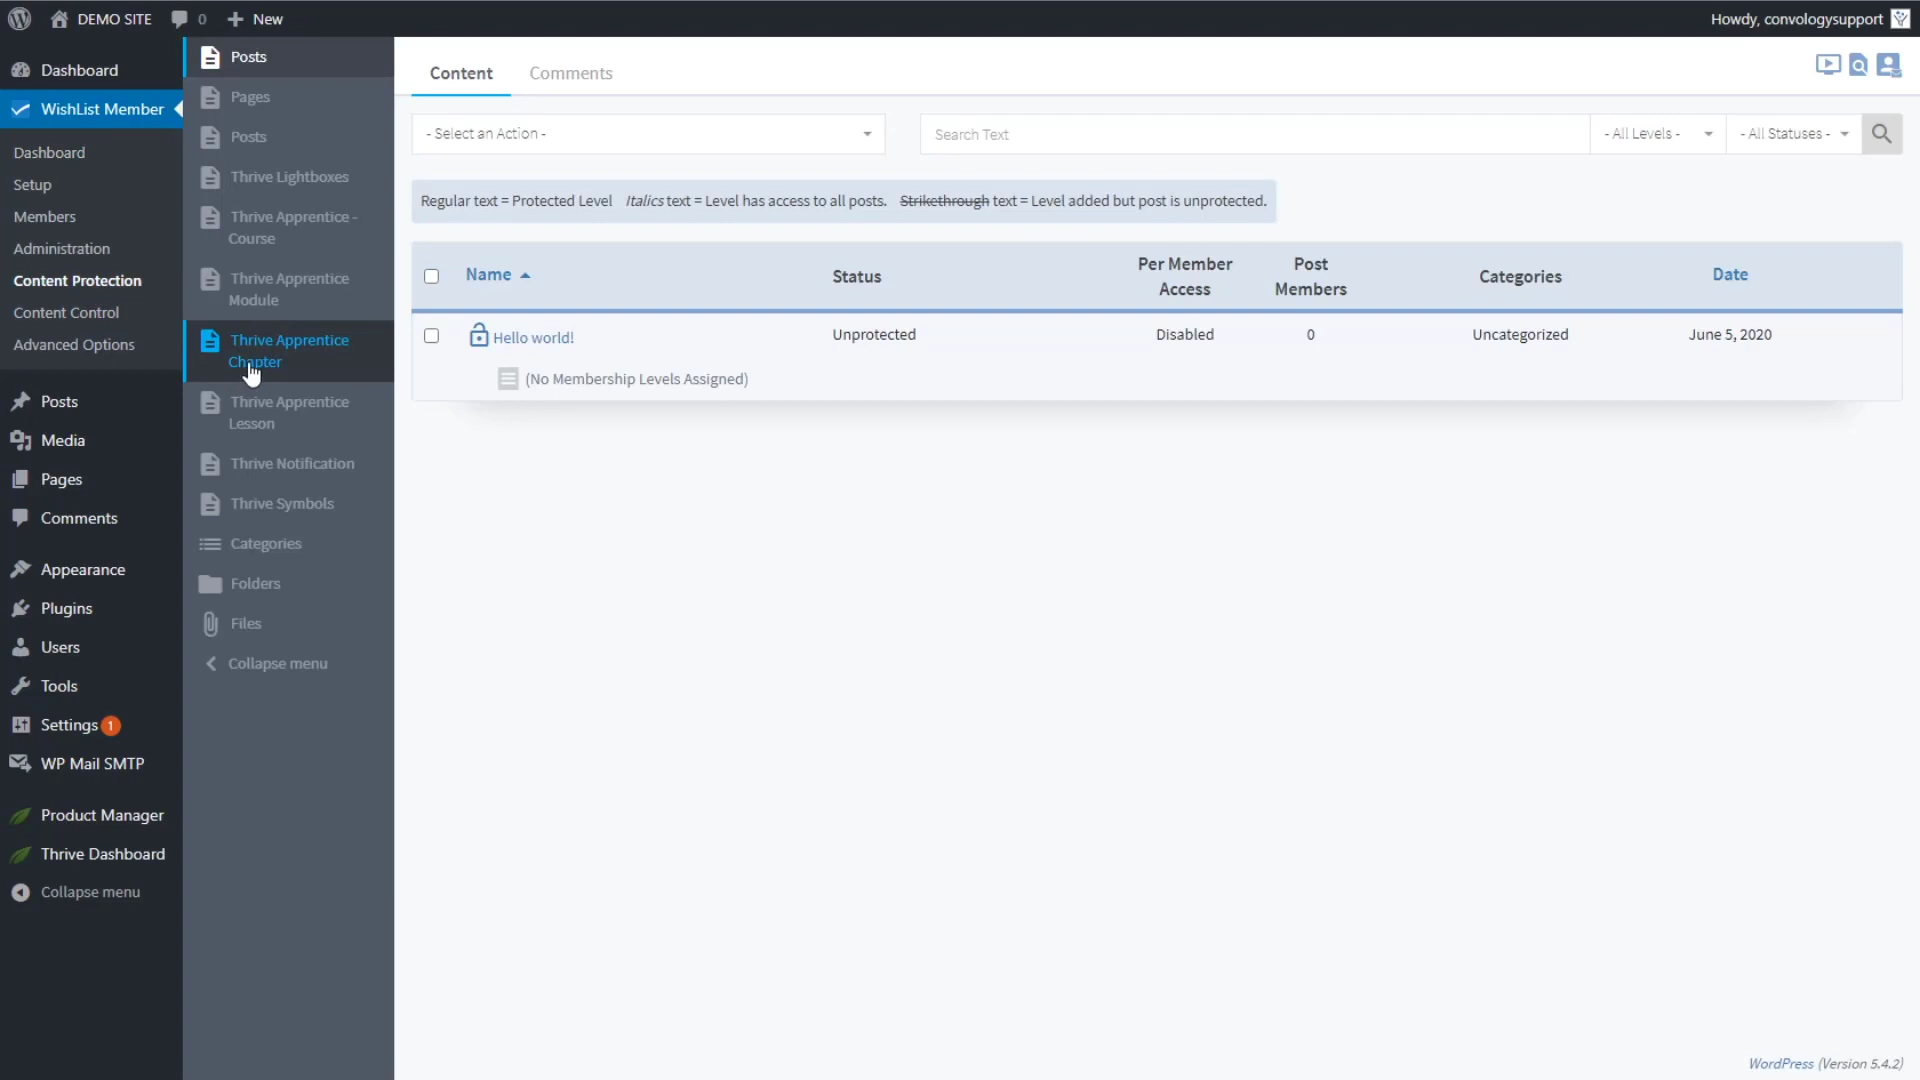 DEMO SITE 0 New Howdy, convologysupport
Dashboard
WishList Member
Dashboard
Setup
Members
Administration
Content Protection
Content Control
Advanced Options
Posts
Media
Pages
Comments
Appearance
Plugins
Users
Tools
Settings 1
WP Mail SMTP
Product Manager
Thrive Dashboard
Collapse menu
Posts
Pages
Posts
Thrive Lightboxes
Thrive Apprentice -
Course
Thrive Apprentice
Module
Thrive Apprentice
Chapter
Thrive Apprentice
Lesson
Thrive Notification
Thrive Symbols
Categories
Folders
Files
Collapse menu
Content Comments
- Select an Action - Search Text - All Levels - - All Statuses -
Regular text = Protected Level Italics text = Level has access to all posts. Strikethrough text = Level added but post is unprotected.
Name Status Per Member Access Post Members Categories Date
Hello world! Unprotected Disabled 0 Uncategorized June 5, 2020
(No Membership Levels Assigned)
WordPress (Version 5.4.2)